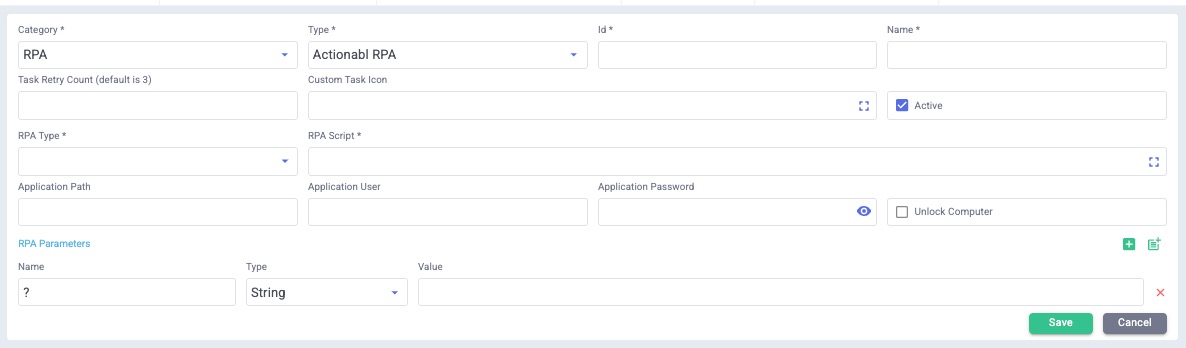 Category * Type * Id * Name *
RPA Actionabl RPA
Task Retry Count (default is 3) Custom Task Icon
Active
RPA Type * RPA Script *
Application Path Application User Application Password
Unlock Computer
RPA Parameters
Name Type Value
? String
Save Cancel